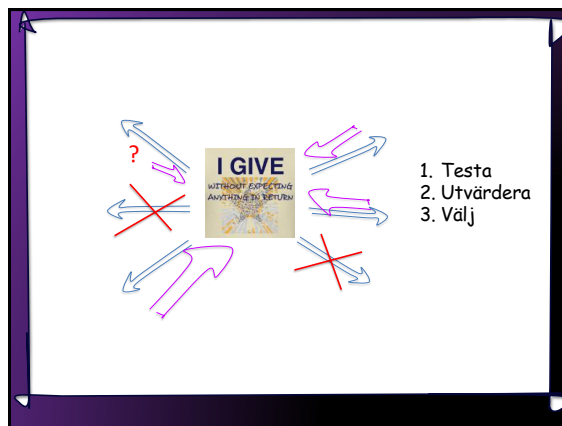 ?
I GIVE
WITHOUT EXPECTING
ANYTHING IN RETURN
1. Testa
2. Utvärdera
3. Välj